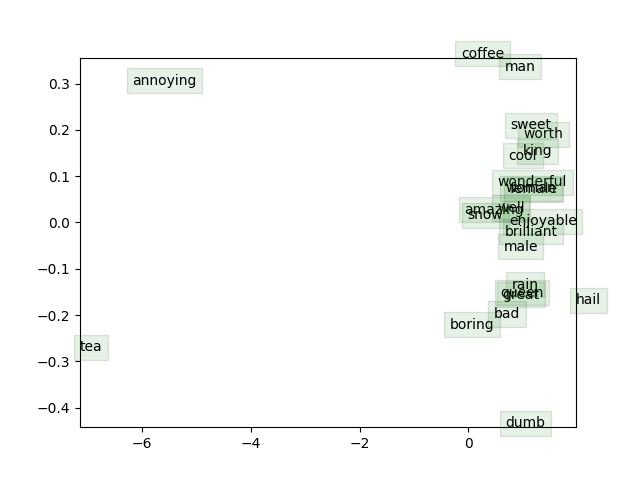 coffee
man
0.3
annoying
sweet
0.2
worth
king
cool
0.1
wonderful
woman
female
well
amazing
snow
enjoyable
0.0
brilliant
male
−0.1
rain
queen
great
hail
−0.2
bad
boring
tea
−0.3
−0.4
dumb
−6
−4
−2
0